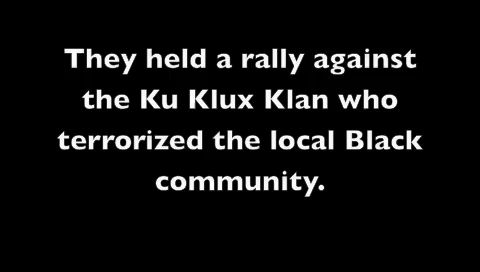 They held a rally against
the Ku Klux Klan who
terrorized the local Black
community.